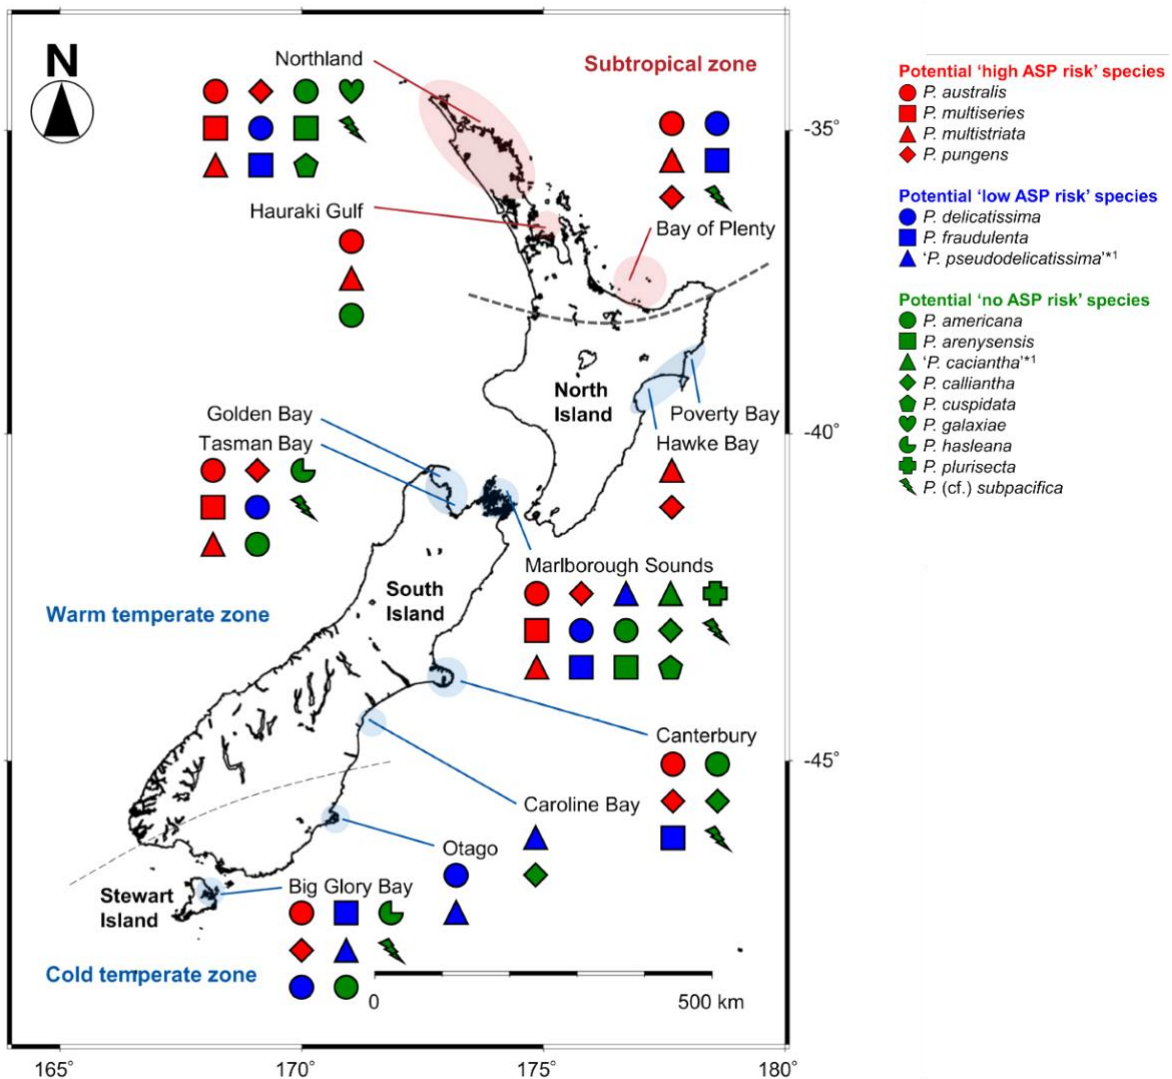 N
Northland
Subtropical zone
Hauraki Gulf
Bay of Plenty
North
Island
Golden Bay
Tasman Bay
Poverty Bay
Hawke Bay
Marlborough Sounds
South
Island
Warm temperate zone
Canterbury
Caroline Bay
Otago
Stewart
Island
Big Glory Bay
Cold temperate zone
0
500 km
-35°
-40°
-45°
165°
170°
175°
180°
Potential ‘high ASP risk’ species
P. australis
P. multiseries
P. multistriata
P. pungens
Potential ‘low ASP risk’ species
P. delicatissima
P. fraudulenta
‘P. pseudodelicatissima’*1
Potential ‘no ASP risk’ species
P. americana
P. arenysensis
‘P. caciantha’*1
P. calliantha
P. cuspidata
P. galaxiae
P. hasleana
P. plurisecta
P. (cf.) subpacifica